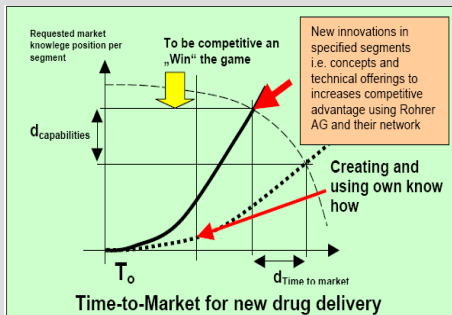 Requested market
knowlege position per
segment
To be competitive an
„Win“ the game
New innovations in
specified segments
i.e. concepts and
technical offerings to
increases competitive
advantage using Rohrer
AG and their network
dcapabilities
Creating and
using own know
how
To
dTime to market
Time-to-Market for new drug delivery